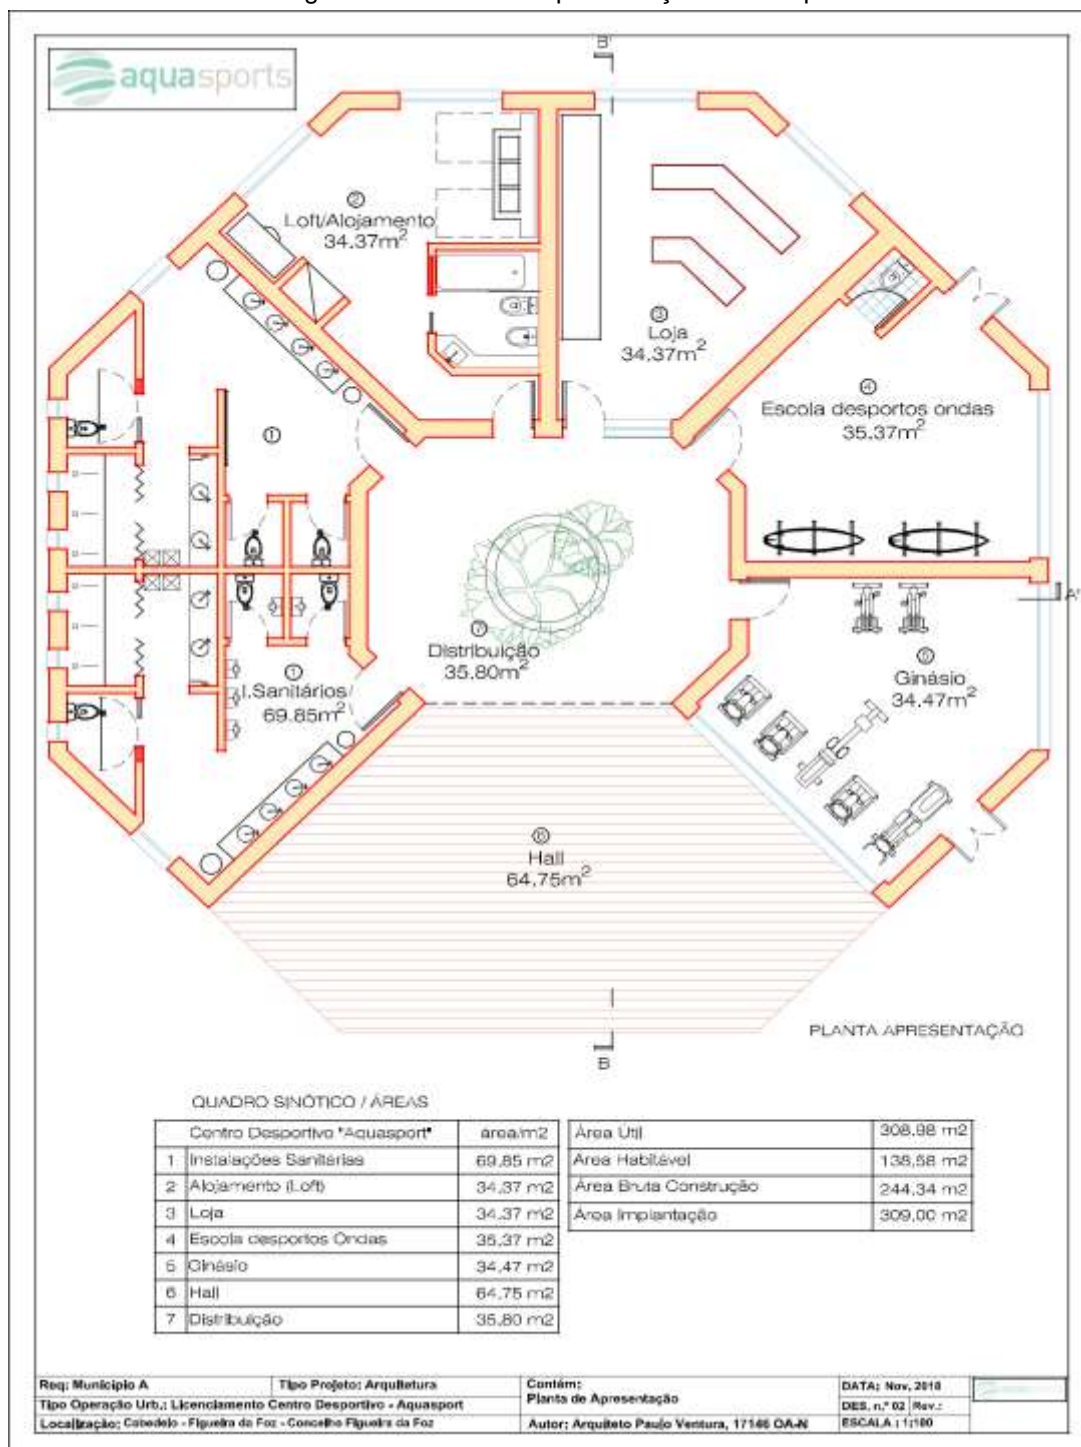 aquasports
B'
②
Loft/Alojamento
34.37m²
③
Loja
34.37m²
④
Escola desportos ondas
35.37m²
①
A'
⑦
Distribuição
35.80m²
⑤
Ginásio
34.47m²
①
I.Sanitários
69.85m²
⑥
Hall
64.75m²
B
PLANTA APRESENTAÇÃO
QUADRO SINÓTICO / ÁREAS
Centro Desportivo "Aquasport" área/m2
1 Instalações Sanitárias 69,85 m2
2 Alojamento (Loft) 34,37 m2
3 Loja 34,37 m2
4 Escola desportos Ondas 35,37 m2
5 Ginásio 34,47 m2
6 Hall 64,75 m2
7 Distribuição 35,80 m2
Área Útil 308,98 m2
Área Habitável 138,58 m2
Área Bruta Construção 244,34 m2
Área Implantação 309,00 m2
Req: Municipio A Tipo Projeto: Arquitetura
Tipo Operação Urb.: Licenciamento Centro Desportivo - Aquasport
Localização: Cabedelo - Figueira da Foz - Concelho Figueira da Foz
Contém:
Planta de Apresentação
Autor: Arquiteto Paulo Ventura, 17146 OA-N
DATA: Nov, 2018
DES, n.º 02 Rev.:
ESCALA : 1:100